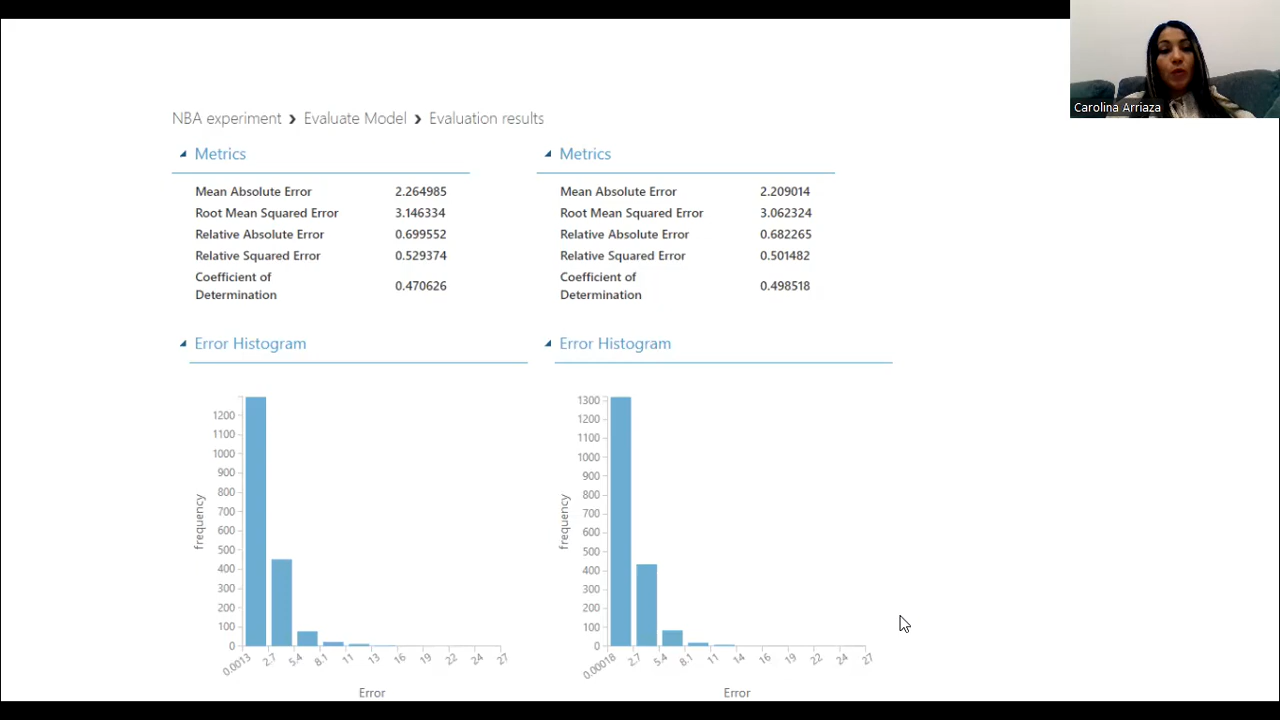 Carolina Arriaza
NBA experiment › Evaluate Model › Evaluation results
Metrics
Mean Absolute Error 2.264985
Root Mean Squared Error 3.146334
Relative Absolute Error 0.699552
Relative Squared Error 0.529374
Coefficient of
Determination 0.470626
Error Histogram
1200
1100
1000
900
800
700
600
500
400
300
200
100
0
frequency
0.0013 2.7 5.4 8.1 11 13 16 19 22 24 27
Error
Metrics
Mean Absolute Error 2.209014
Root Mean Squared Error 3.062324
Relative Absolute Error 0.682265
Relative Squared Error 0.501482
Coefficient of
Determination 0.498518
Error Histogram
1300
1200
1100
1000
900
800
700
600
500
400
300
200
100
0
frequency
0.00018 2.7 5.4 8.1 11 14 16 19 22 24 27
Error